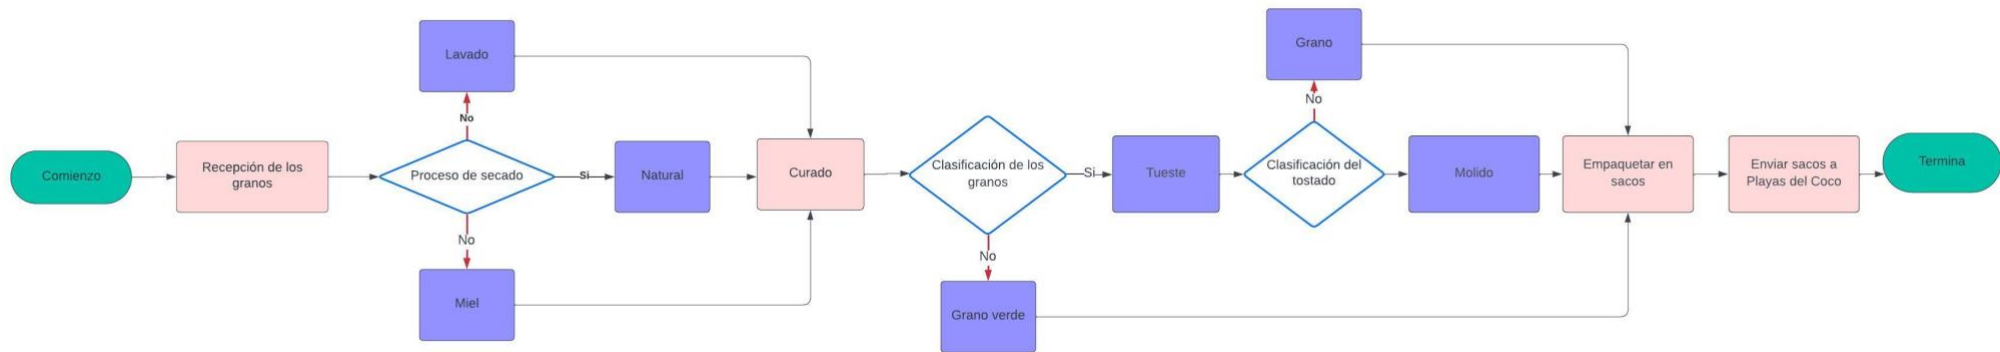 Comienzo
Recepción de los
granos
Proceso de secado
No
Lavado
Si
Natural
No
Miel
Curado
Clasificación de los
granos
Si
Tueste
No
Grano verde
Clasificación del
tostado
No
Grano
Molido
Empaquetar en
sacos
Enviar sacos a
Playas del Coco
Termina